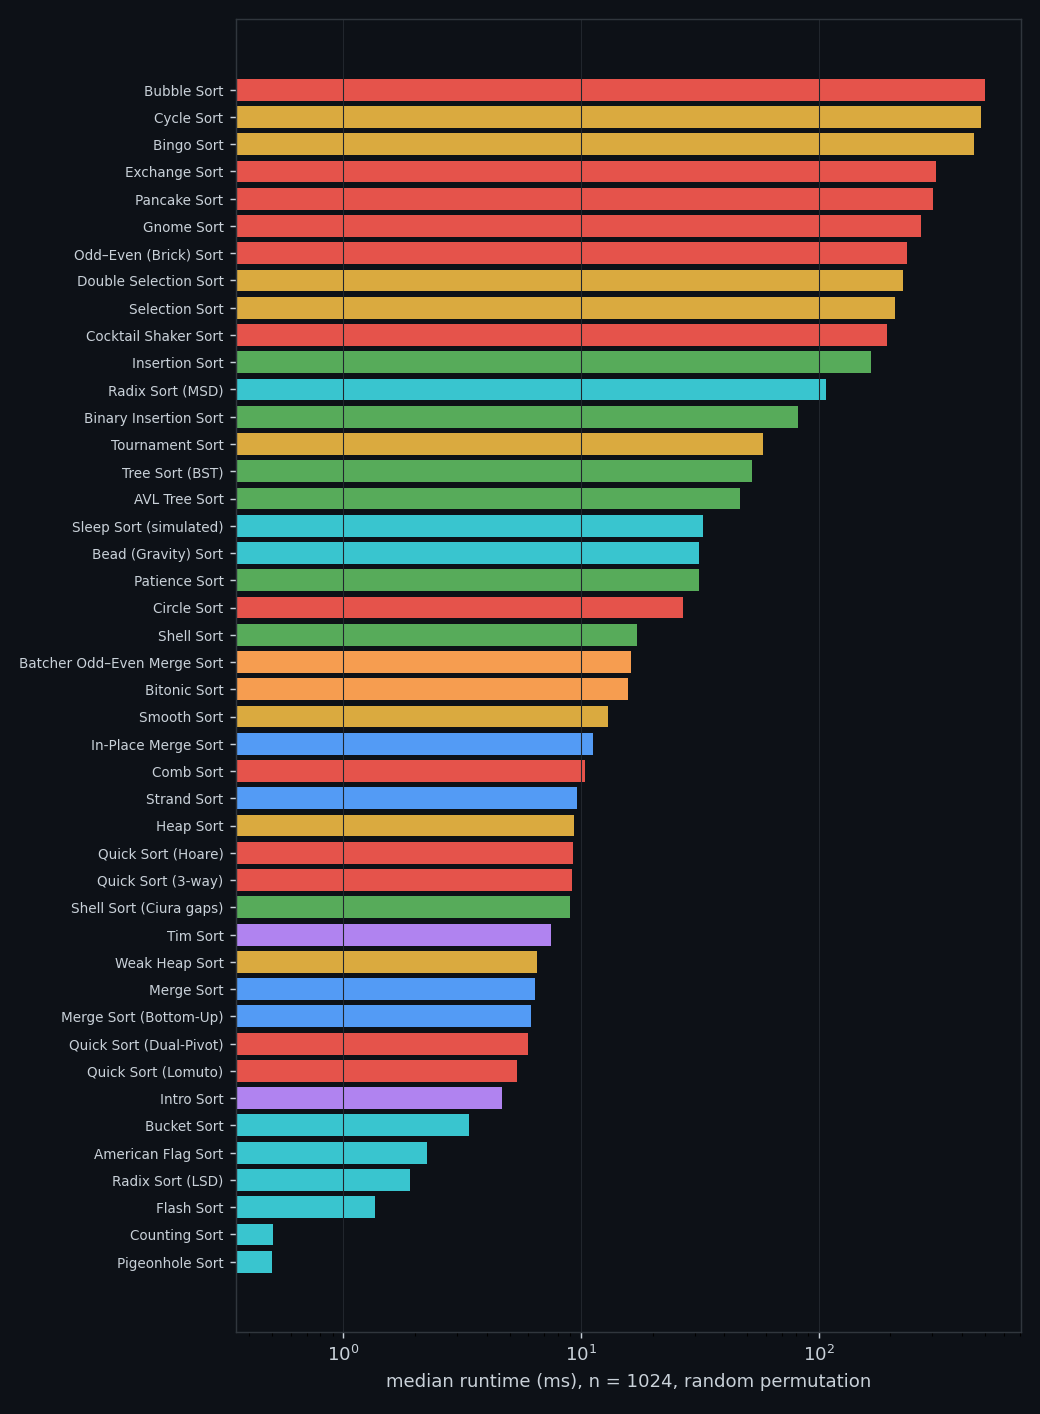 Bubble Sort
Cycle Sort
Bingo Sort
Exchange Sort
Pancake Sort
Gnome Sort
Odd–Even (Brick) Sort
Double Selection Sort
Selection Sort
Cocktail Shaker Sort
Insertion Sort
Radix Sort (MSD)
Binary Insertion Sort
Tournament Sort
Tree Sort (BST)
AVL Tree Sort
Sleep Sort (simulated)
Bead (Gravity) Sort
Patience Sort
Circle Sort
Shell Sort
Batcher Odd–Even Merge Sort
Bitonic Sort
Smooth Sort
In-Place Merge Sort
Comb Sort
Strand Sort
Heap Sort
Quick Sort (Hoare)
Quick Sort (3-way)
Shell Sort (Ciura gaps)
Tim Sort
Weak Heap Sort
Merge Sort
Merge Sort (Bottom-Up)
Quick Sort (Dual-Pivot)
Quick Sort (Lomuto)
Intro Sort
Bucket Sort
American Flag Sort
Radix Sort (LSD)
Flash Sort
Counting Sort
Pigeonhole Sort
10⁰ 10¹ 10²
median runtime (ms), n = 1024, random permutation